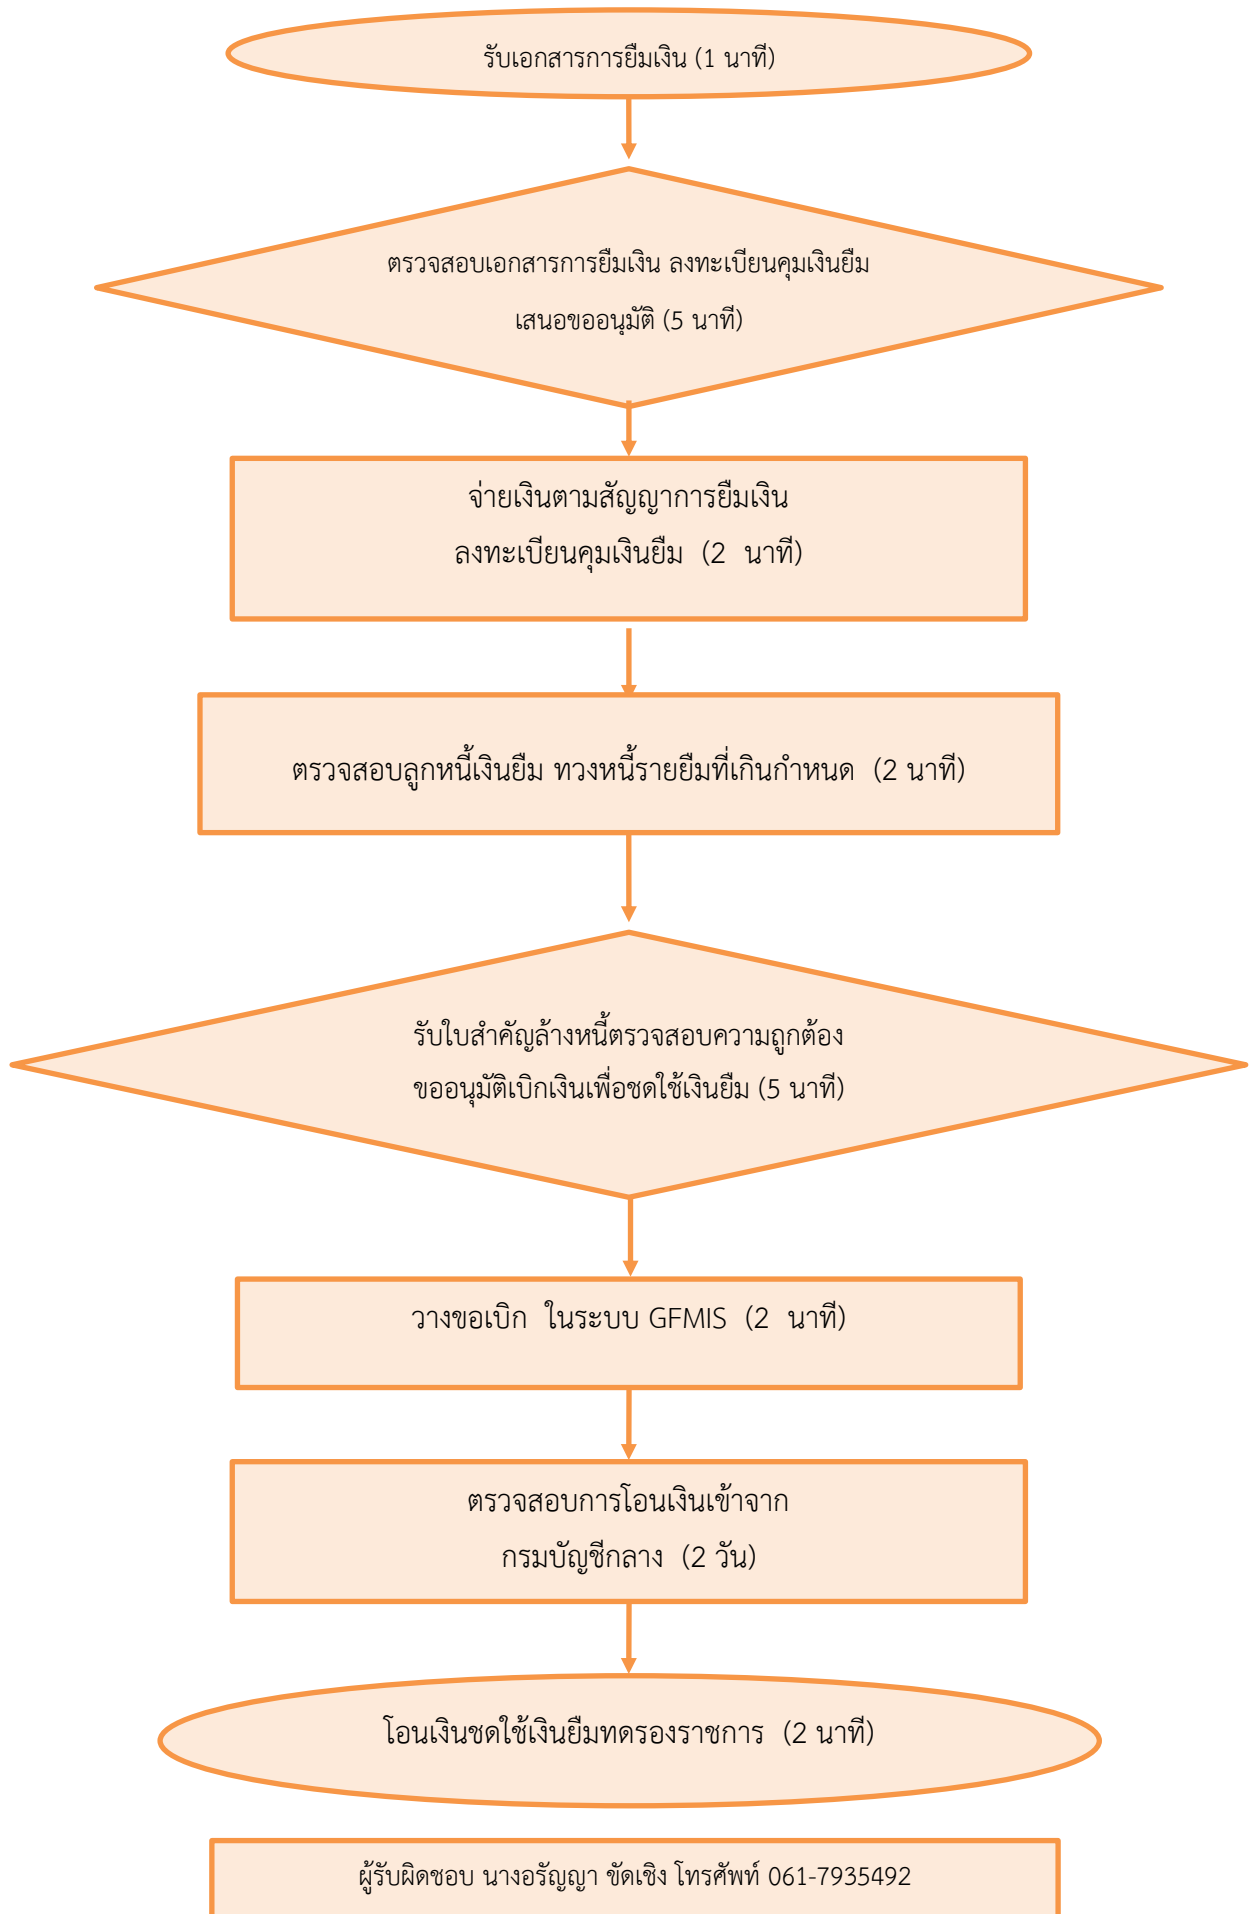 รับเอกสารการยืมเงิน (1 นาที)
ตรวจสอบเอกสารการยืมเงิน ลงทะเบียนคุมเงินยืม
เสนอขออนุมัติ (5 นาที)
จ่ายเงินตามสัญญาการยืมเงิน
ลงทะเบียนคุมเงินยืม (2 นาที)
ตรวจสอบลูกหนี้เงินยืม ทวงหนี้รายยืมที่เกินกำหนด (2 นาที)
รับใบสำคัญล้างหนี้ตรวจสอบความถูกต้อง
ขออนุมัติเบิกเงินเพื่อชดใช้เงินยืม (5 นาที)
วางขอเบิก ในระบบ GFMIS (2 นาที)
ตรวจสอบการโอนเงินเข้าจาก
กรมบัญชีกลาง (2 วัน)
โอนเงินชดใช้เงินยืมทดรองราชการ (2 นาที)
ผู้รับผิดชอบ นางอรัญญา ขัดเชิง โทรศัพท์ 061-7935492